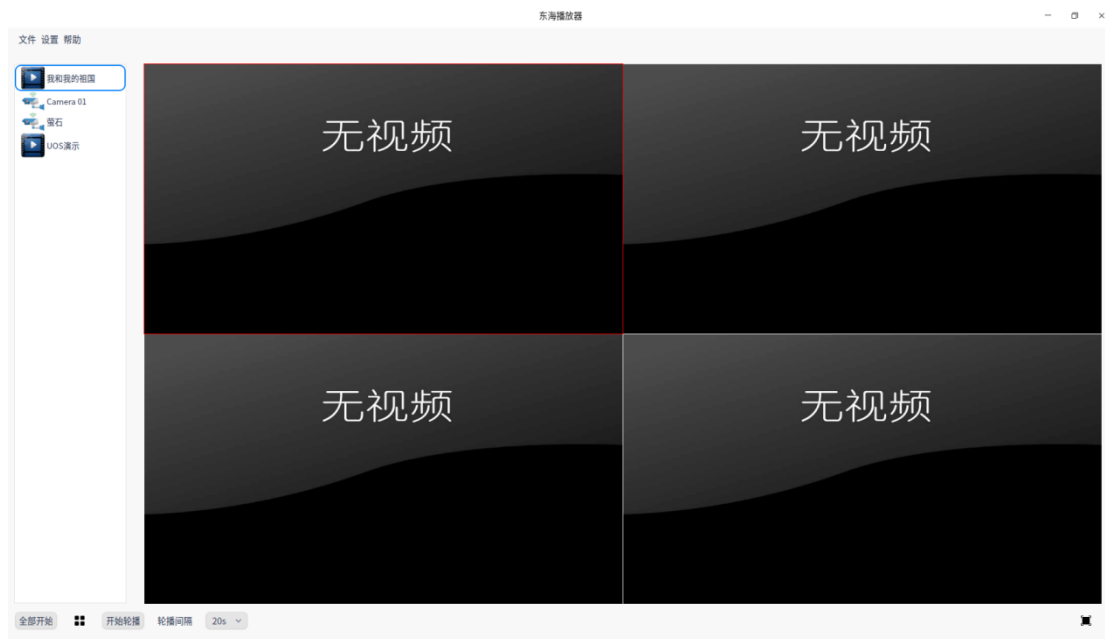 东海播放器
文件 设置 帮助
我和我的祖国
Camera 01
萤石
UOS演示
无视频 无视频
无视频 无视频
全部开始 开始轮播 轮播间隔 20s